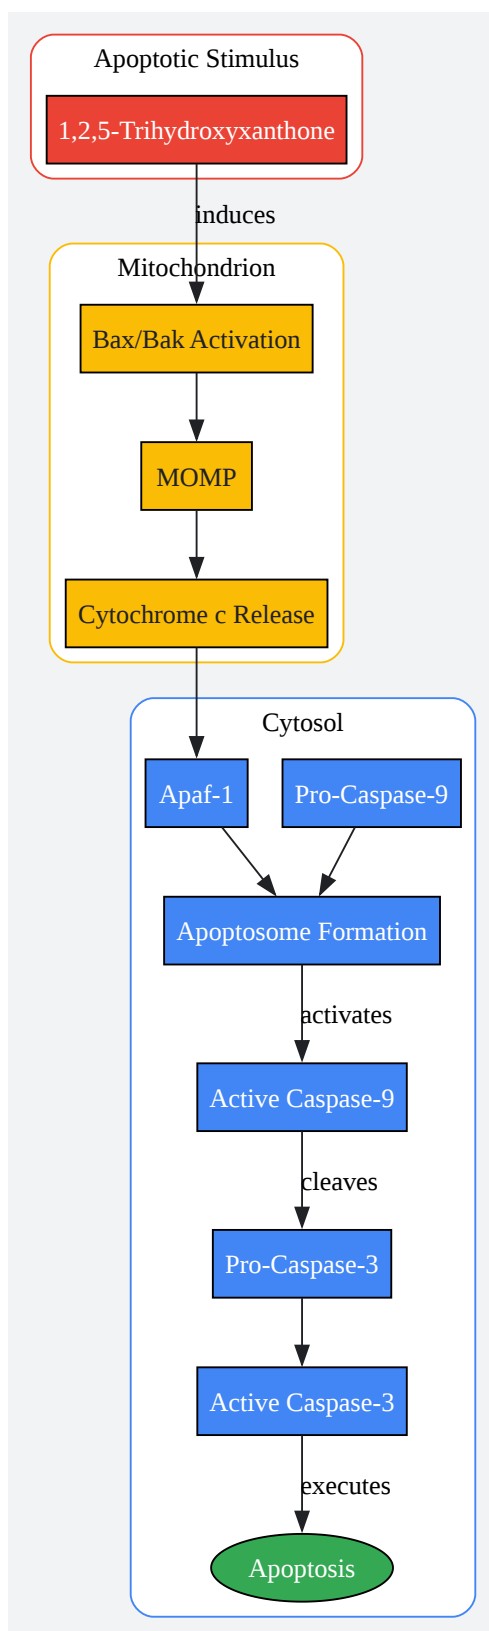 Apoptotic Stimulus
1,2,5-Trihydroxyxanthone
induces
Mitochondrion
Bax/Bak Activation
MOMP
Cytochrome c Release
Cytosol
Apaf-1
Pro-Caspase-9
Apoptosome Formation
activates
Active Caspase-9
cleaves
Pro-Caspase-3
Active Caspase-3
executes
Apoptosis